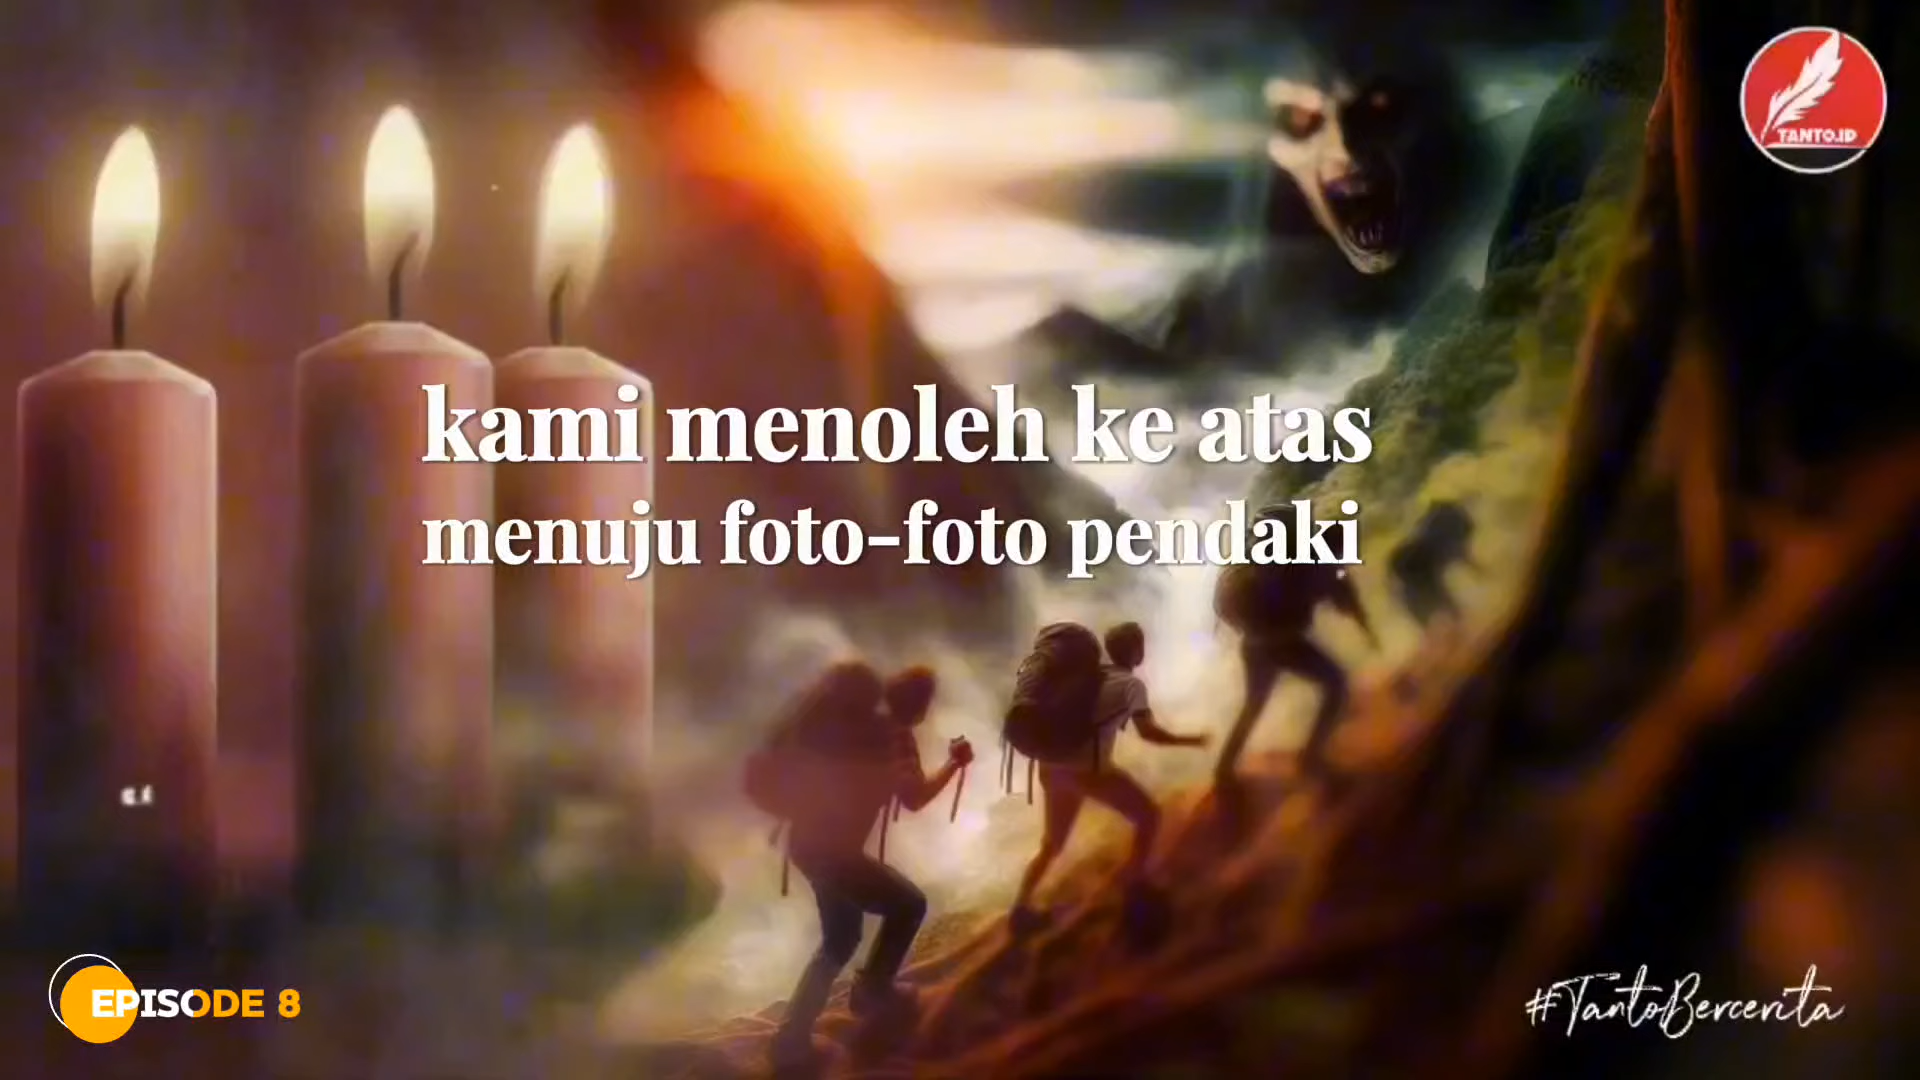 TANTO.ID
kami menoleh ke atas
menuju foto-foto pendaki
EPISODE 8
#TantoBercerita